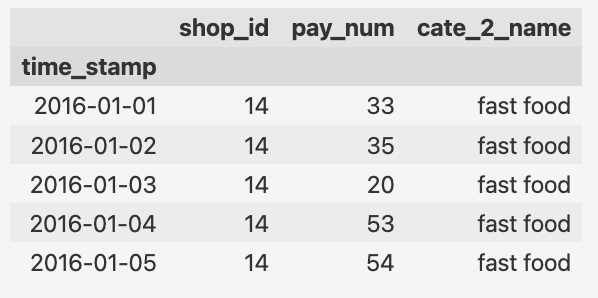 shop_id pay_num cate_2_name
time_stamp
2016-01-01 14 33 fast food
2016-01-02 14 35 fast food
2016-01-03 14 20 fast food
2016-01-04 14 53 fast food
2016-01-05 14 54 fast food